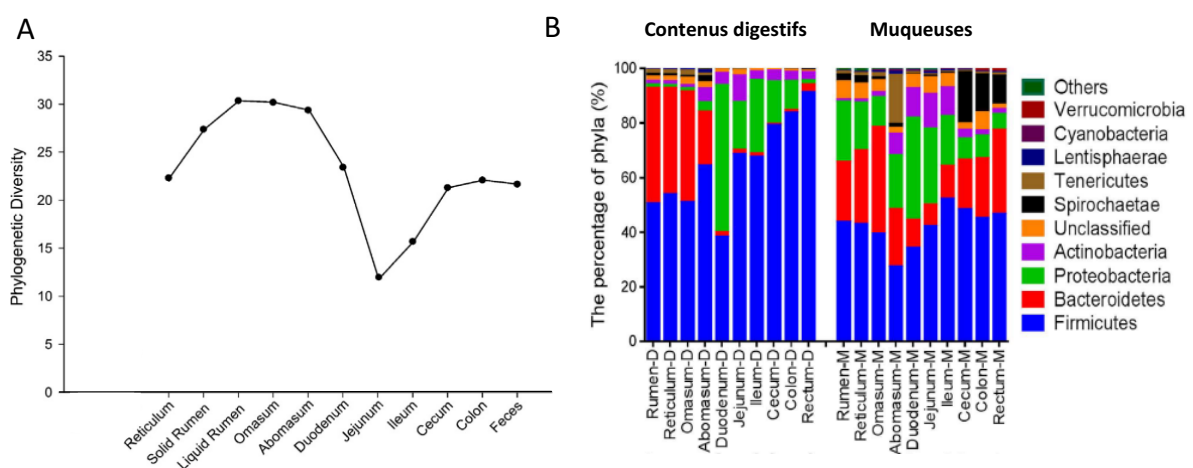 A
Phylogenetic Diversity
35
30
25
20
15
10
5
0
Reticulum
Solid Rumen
Liquid Rumen
Omasum
Abomasum
Duodenum
Jejunum
Ileum
Cecum
Colon
Feces
B
Contenus digestifs
Muqueuses
The percentage of phyla (%)
100
80
60
40
20
0
Rumen-D
Reticulum-D
Omasum-D
Abomasum-D
Duodenum-D
Jejunum-D
Ileum-D
Cecum-D
Colon-D
Rectum-D
Rumen-M
Reticulum-M
Omasum-M
Abomasum-M
Duodenum-M
Jejunum-M
Ileum-M
Cecum-M
Colon-M
Rectum-M
Others
Verrucomicrobia
Cyanobacteria
Lentisphaerae
Tenericutes
Spirochaetae
Unclassified
Actinobacteria
Proteobacteria
Bacteroidetes
Firmicutes